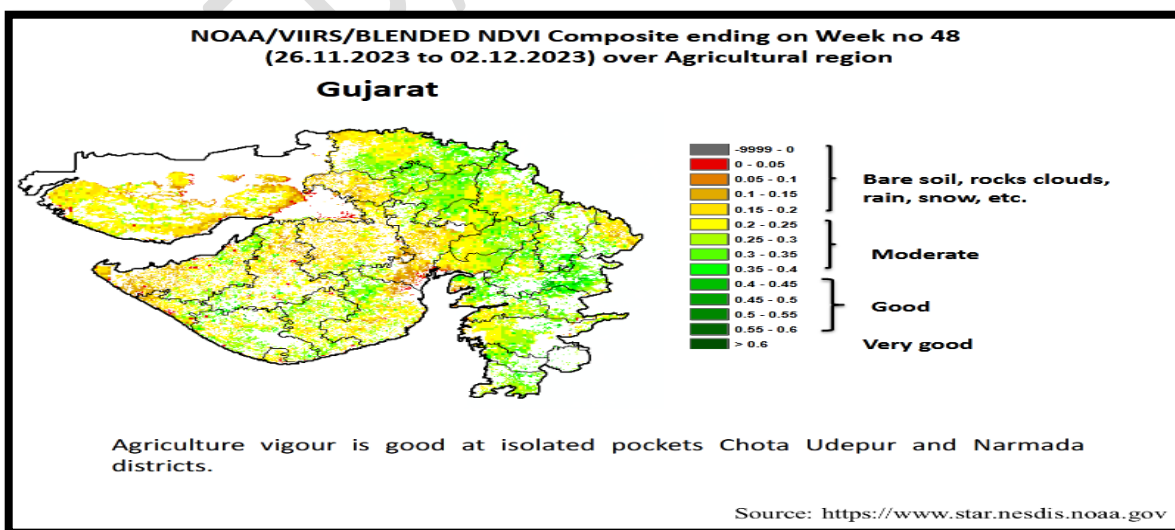 NOAA/VIIRS/BLENDED NDVI Composite ending on Week no 48
(26.11.2023 to 02.12.2023) over Agricultural region
Gujarat
-9999 - 0
0 - 0.05
0.05 - 0.1
0.1 - 0.15
0.15 - 0.2
0.2 - 0.25
0.25 - 0.3
0.3 - 0.35
0.35 - 0.4
0.4 - 0.45
0.45 - 0.5
0.5 - 0.55
0.55 - 0.6
> 0.6
Bare soil, rocks clouds,
rain, snow, etc.
Moderate
Good
Very good
Agriculture vigour is good at isolated pockets Chota Udepur and Narmada
districts.
Source: https://www.star.nesdis.noaa.gov